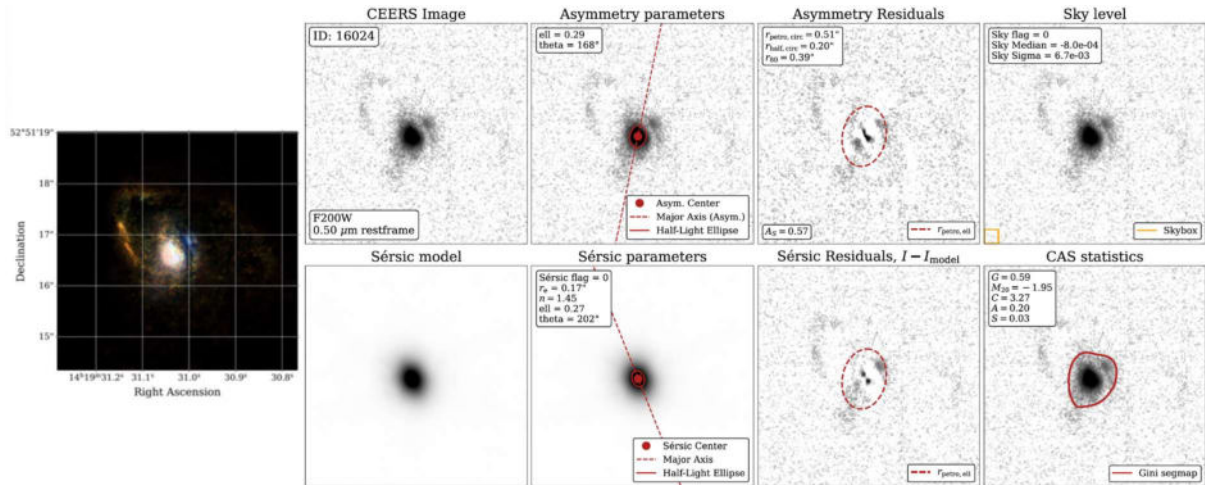 CEERS Image
ID: 16024
F200W
0.50 μm restframe
Asymmetry parameters
ell = 0.29
theta = 168°
Asym. Center
Major Axis (Asym.)
Half-Light Ellipse
Asymmetry Residuals
r_petro, circ = 0.51"
r_half, circ = 0.20"
r_80 = 0.39"
A_S = 0.57
r_petro, ell
Sky level
Sky flag = 0
Sky Median = -8.0e-04
Sky Sigma = 6.7e-03
Skybox
52°51'19"
18"
17"
16"
15"
Declination
14ʰ19ᵐ31.2ˢ
31.1ˢ
31.0ˢ
30.9ˢ
30.8ˢ
Right Ascension
Sérsic model
Sérsic parameters
Sérsic flag = 0
r_e = 0.17"
n = 1.45
ell = 0.27
theta = 202°
Sérsic Center
Major Axis
Half-Light Ellipse
Sérsic Residuals, I − I_model
r_petro, ell
CAS statistics
G = 0.59
M_20 = −1.95
C = 3.27
A = 0.20
S = 0.03
Gini segmap